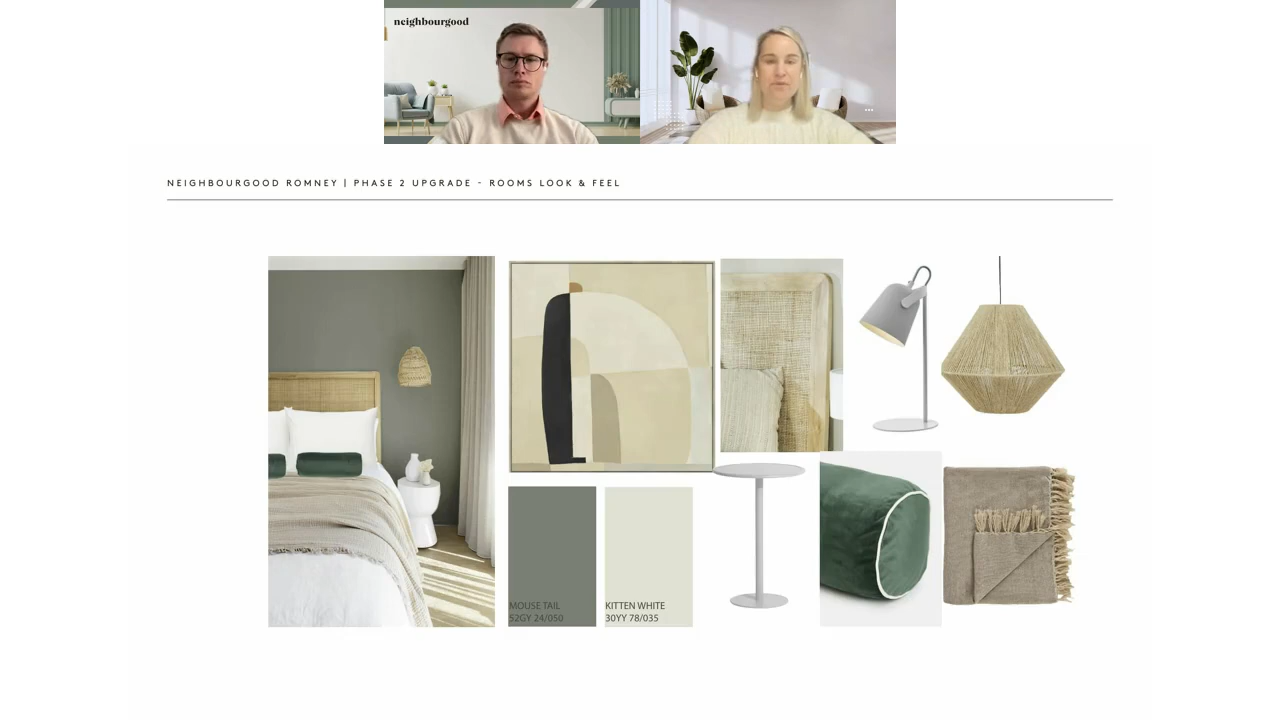 neighbourgood
NEIGHBOURGOOD ROMNEY | PHASE 2 UPGRADE - ROOMS LOOK & FEEL
MOUSE TAIL
52GY 24/050
KITTEN WHITE
30YY 78/035